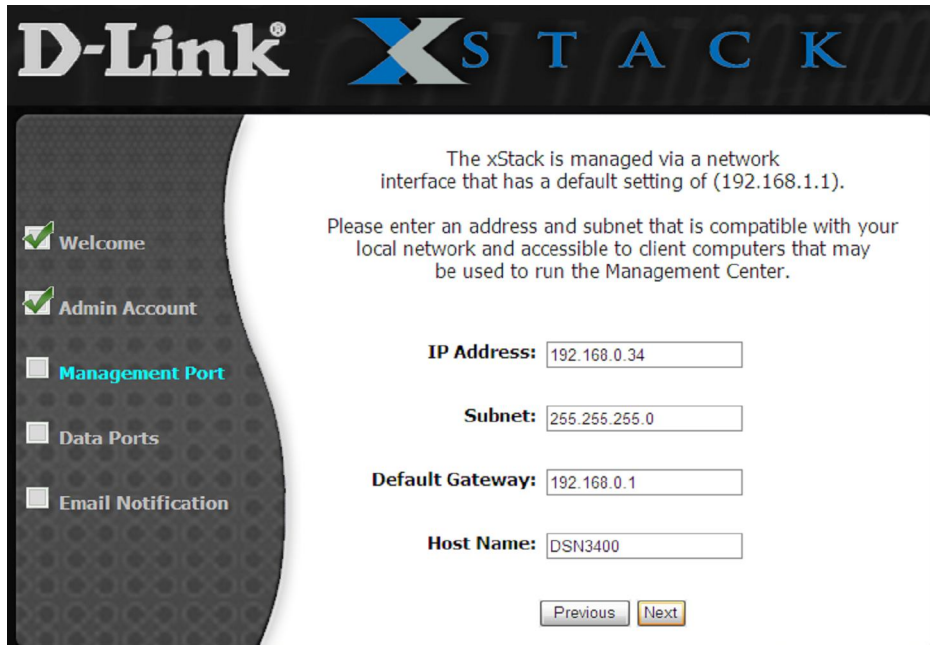 D-Link® XSTACK
Welcome
Admin Account
Management Port
Data Ports
Email Notification
The xStack is managed via a network
interface that has a default setting of (192.168.1.1).
Please enter an address and subnet that is compatible with your
local network and accessible to client computers that may
be used to run the Management Center.
IP Address: 192.168.0.34
Subnet: 255.255.255.0
Default Gateway: 192.168.0.1
Host Name: DSN3400
Previous Next